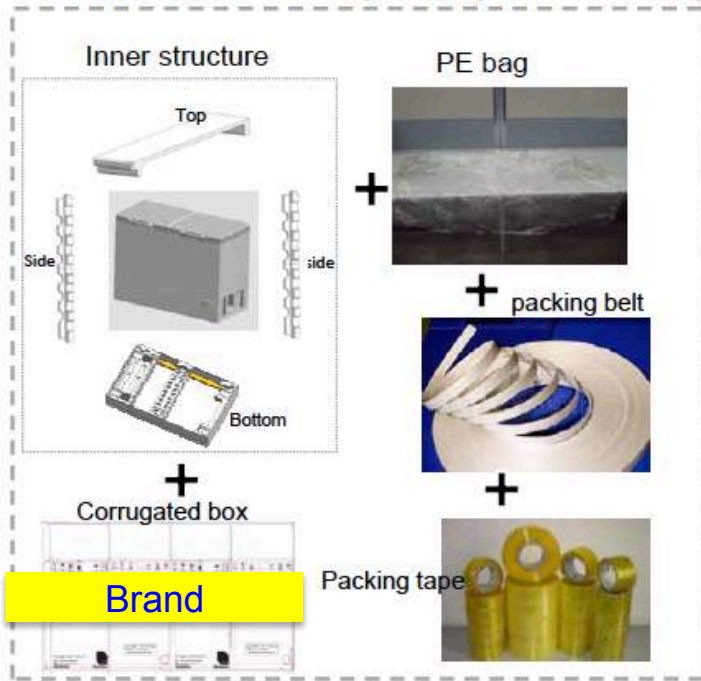 Inner structure
PE bag
Top
Side
side
packing belt
Bottom
Corrugated box
Brand
Packing tape